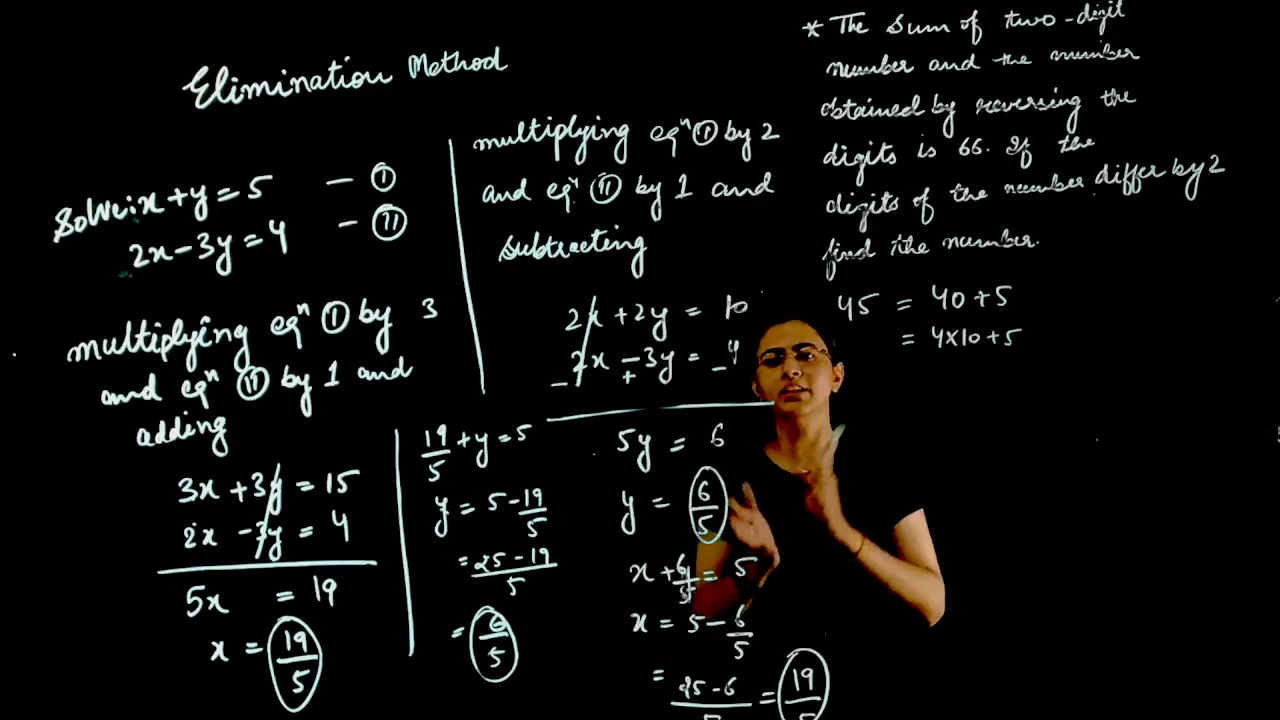 Elimination Method
Solve: x + y = 5 — Ⓘ
2x − 3y = 4 — Ⓘⓘ
multiplying eqⁿ Ⓘ by 3
and eqⁿ Ⓘⓘ by 1 and
adding
3x + 3y = 15
2x − 3y = 4
5x = 19
x = 19/5
19/5 + y = 5
y = 5 − 19/5
= 25 − 19 / 5
= 6/5
multiplying eqⁿ Ⓘ by 2
and eqⁿ Ⓘⓘ by 1 and
subtracting
2x + 2y = 10
2x − 3y = 4
− + −
5y = 6
y = 6/5
x + 6/5 = 5
x = 5 − 6/5
= 25 − 6 / 5 = 19/5
* The sum of two-digit
number and the number
obtained by reversing the
digits is 66. If the
digits of the number differ by 2
find the number.
45 = 40 + 5
= 4×10 + 5